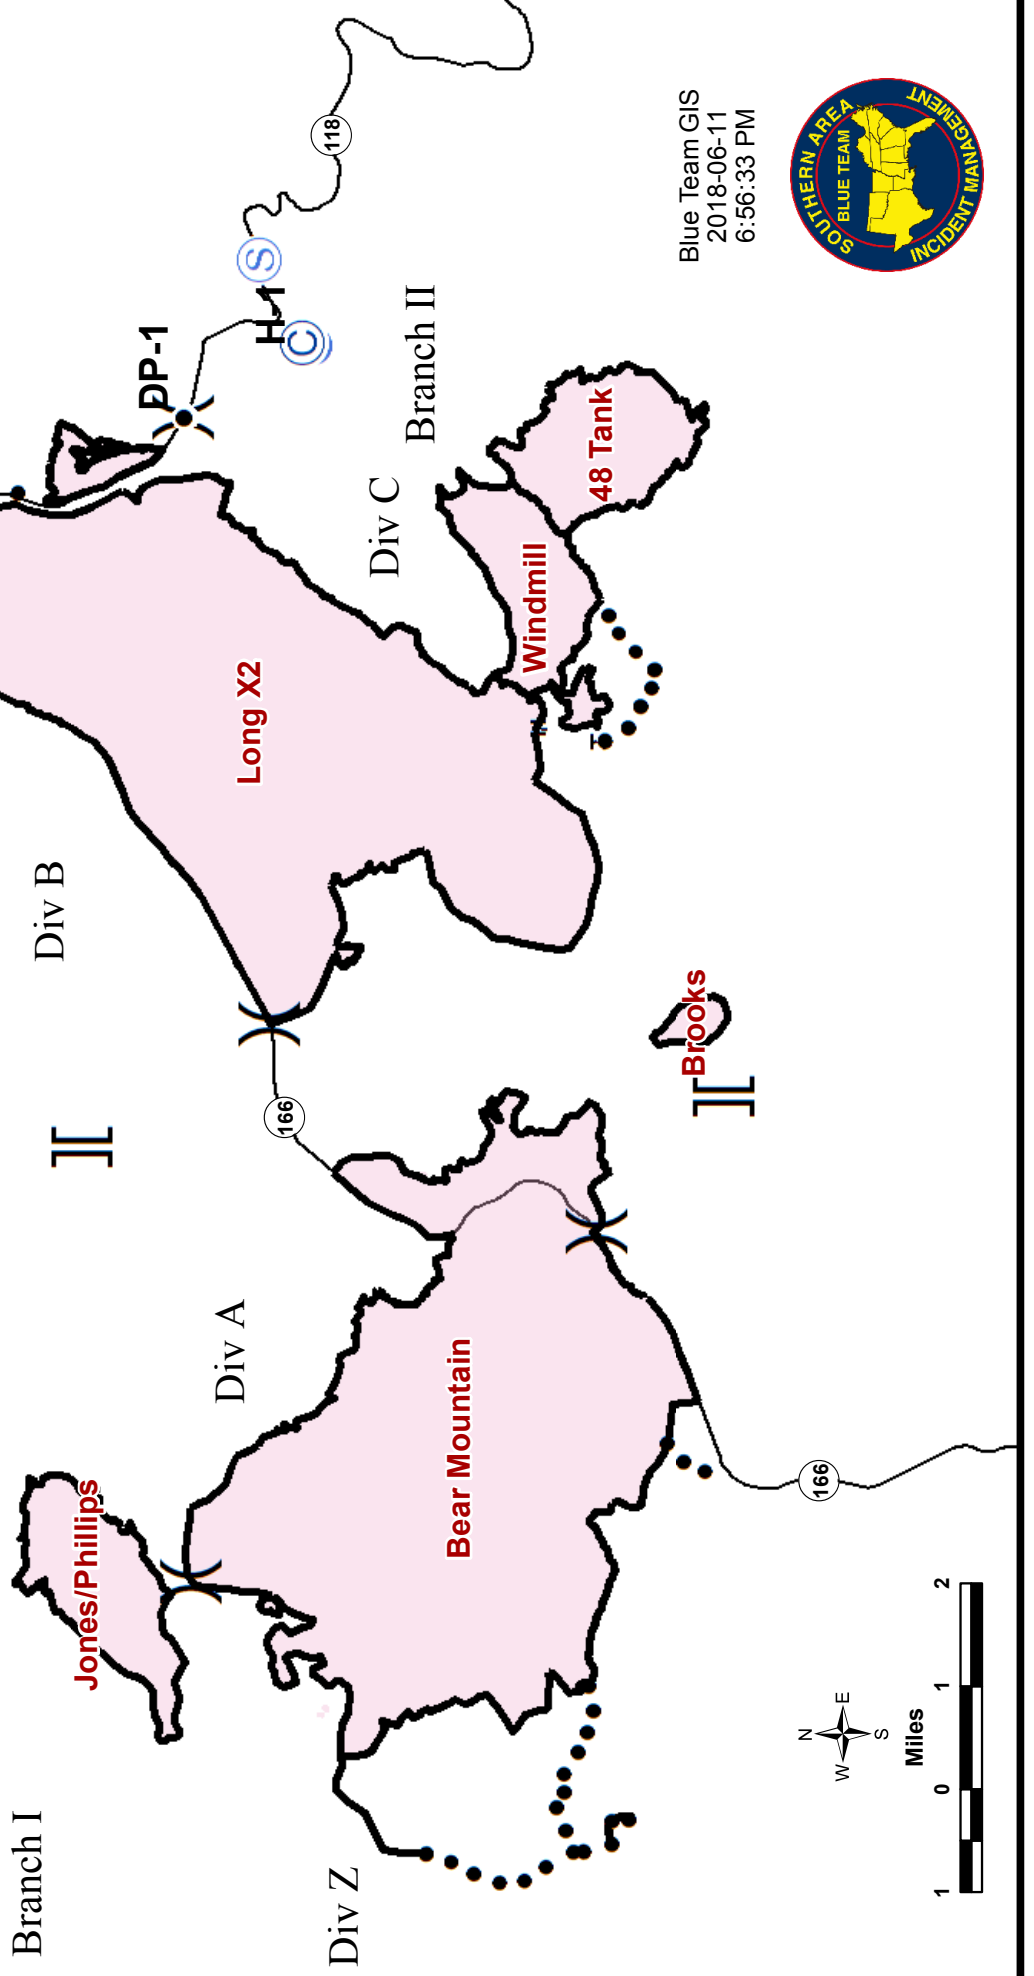 Branch I
Jones/Phillips
Div B
DP-1
118
H-1
S
C
Div A
166
Long X2
Div Z
Div C
Branch II
Bear Mountain
Windmill
48 Tank
Brooks
166
Blue Team GIS
2018-06-11
6:56:33 PM
SOUTHERN AREA
BLUE TEAM
INCIDENT MANAGEMENT
N
W
E
S
Miles
1
0
1
2